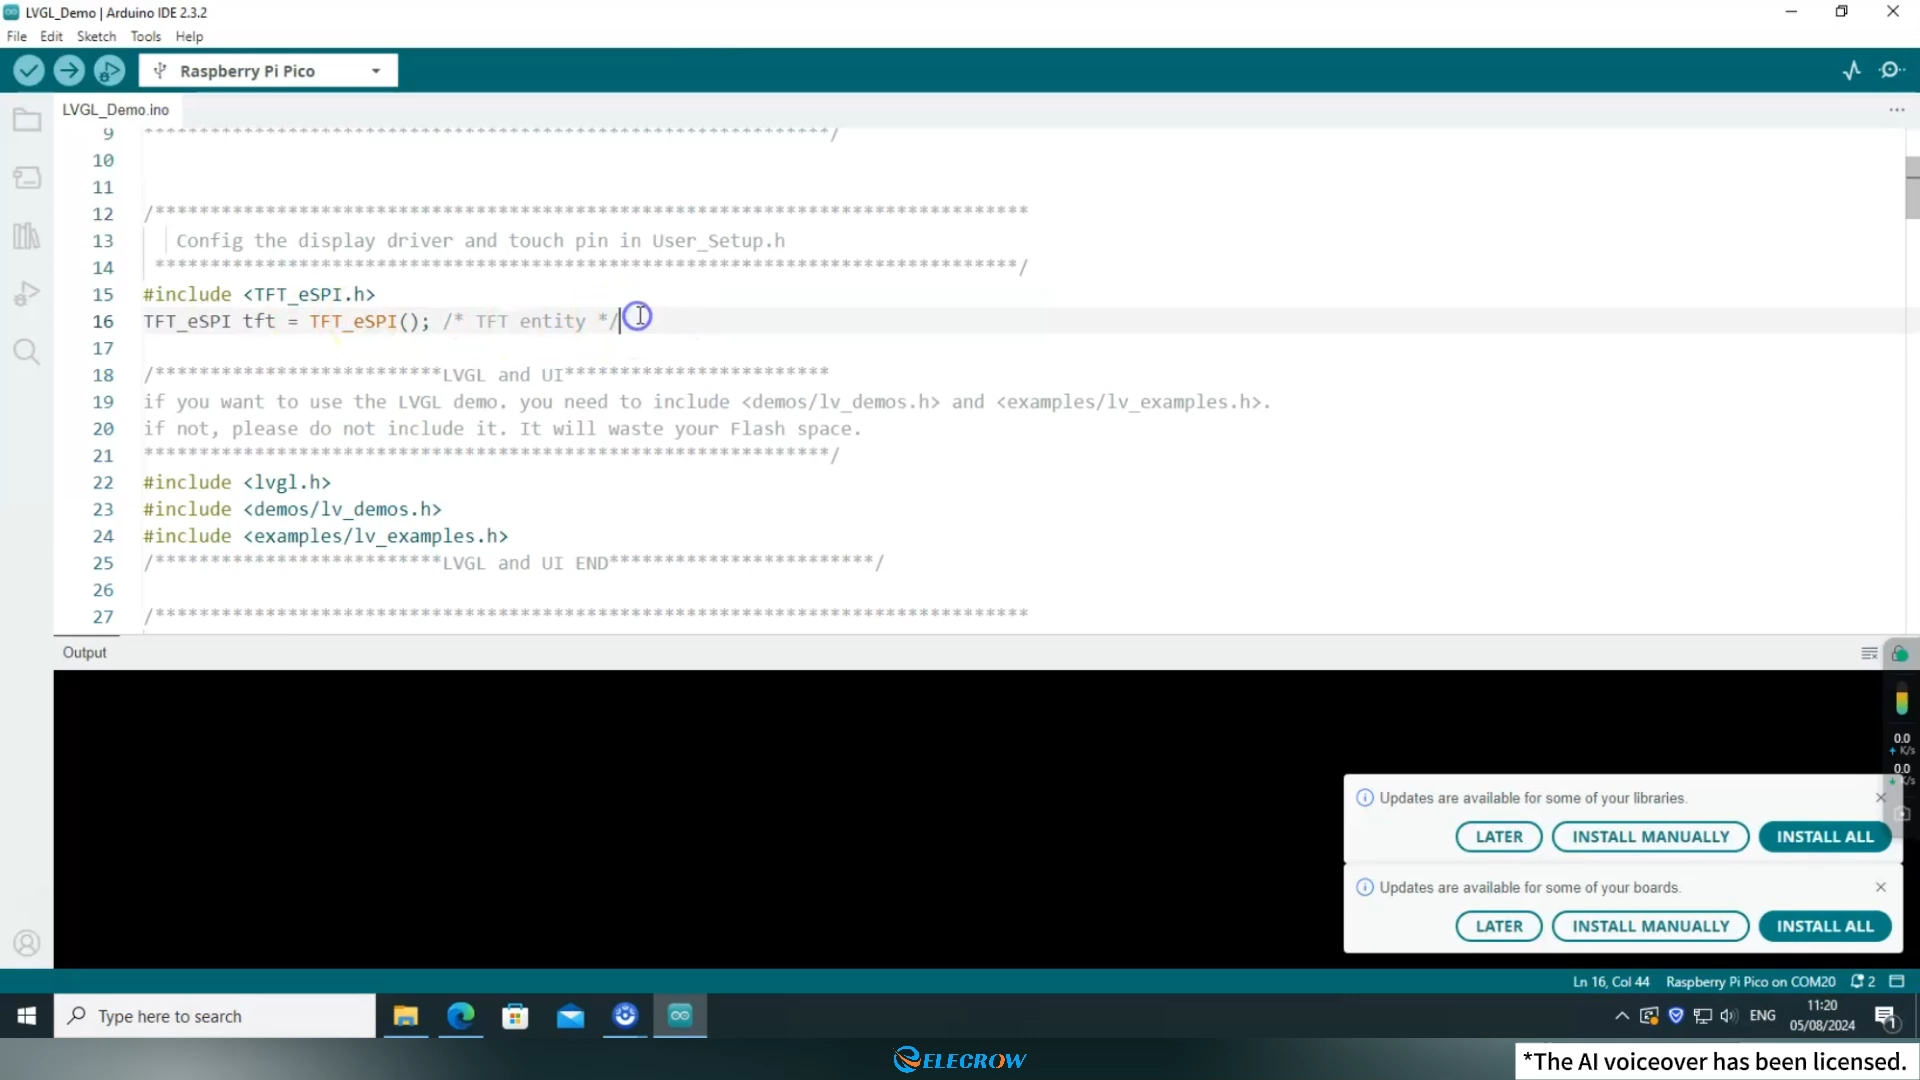 LVGL_Demo | Arduino IDE 2.3.2
File Edit Sketch Tools Help
Raspberry Pi Pico
LVGL_Demo.ino
9 **************************************************************/
10
11
12 /*******************************************************************************
13 Config the display driver and touch pin in User_Setup.h
14 ******************************************************************************/
15 #include <TFT_eSPI.h>
16 TFT_eSPI tft = TFT_eSPI(); /* TFT entity */
17
18 /**************************LVGL and UI************************
19 if you want to use the LVGL demo. you need to include <demos/lv_demos.h> and <examples/lv_examples.h>.
20 if not, please do not include it. It will waste your Flash space.
21 **************************************************************/
22 #include <lvgl.h>
23 #include <demos/lv_demos.h>
24 #include <examples/lv_examples.h>
25 /**************************LVGL and UI END************************/
26
27 /*******************************************************************************
Output
0.0
K/s
0.0
K/s
Updates are available for some of your libraries.
LATER INSTALL MANUALLY INSTALL ALL
Updates are available for some of your boards.
LATER INSTALL MANUALLY INSTALL ALL
Ln 16, Col 44 Raspberry Pi Pico on COM20 2
Type here to search
ENG
11:20
05/08/2024
1
ELECROW
*The AI voiceover has been licensed.